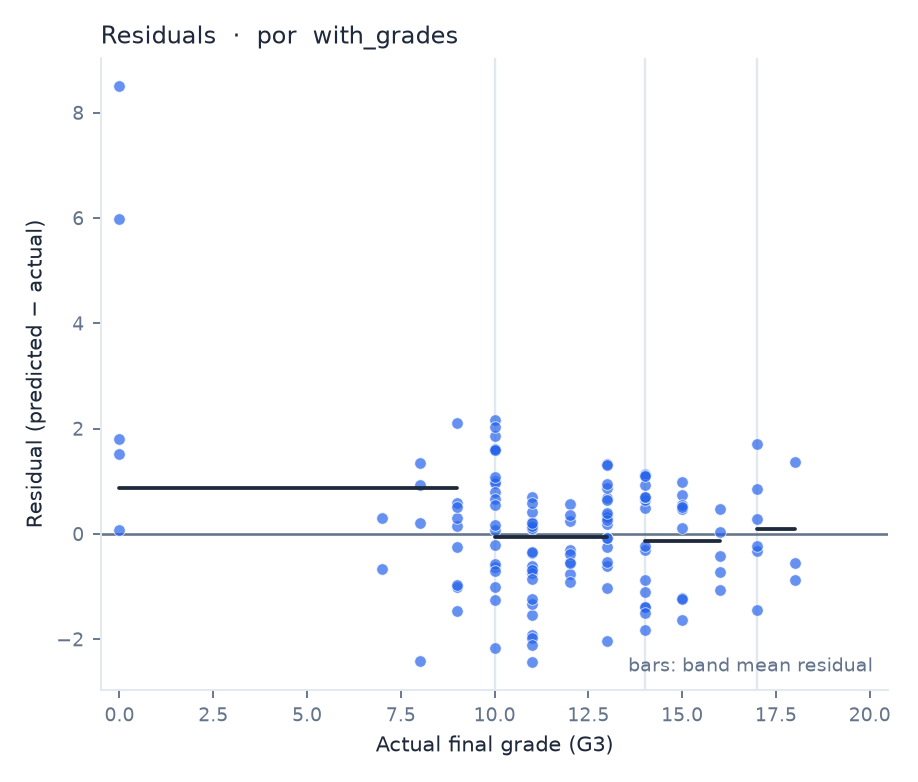 Residuals · por with_grades
Residual (predicted − actual)
8
6
4
2
0
−2
bars: band mean residual
0.0 2.5 5.0 7.5 10.0 12.5 15.0 17.5 20.0
Actual final grade (G3)